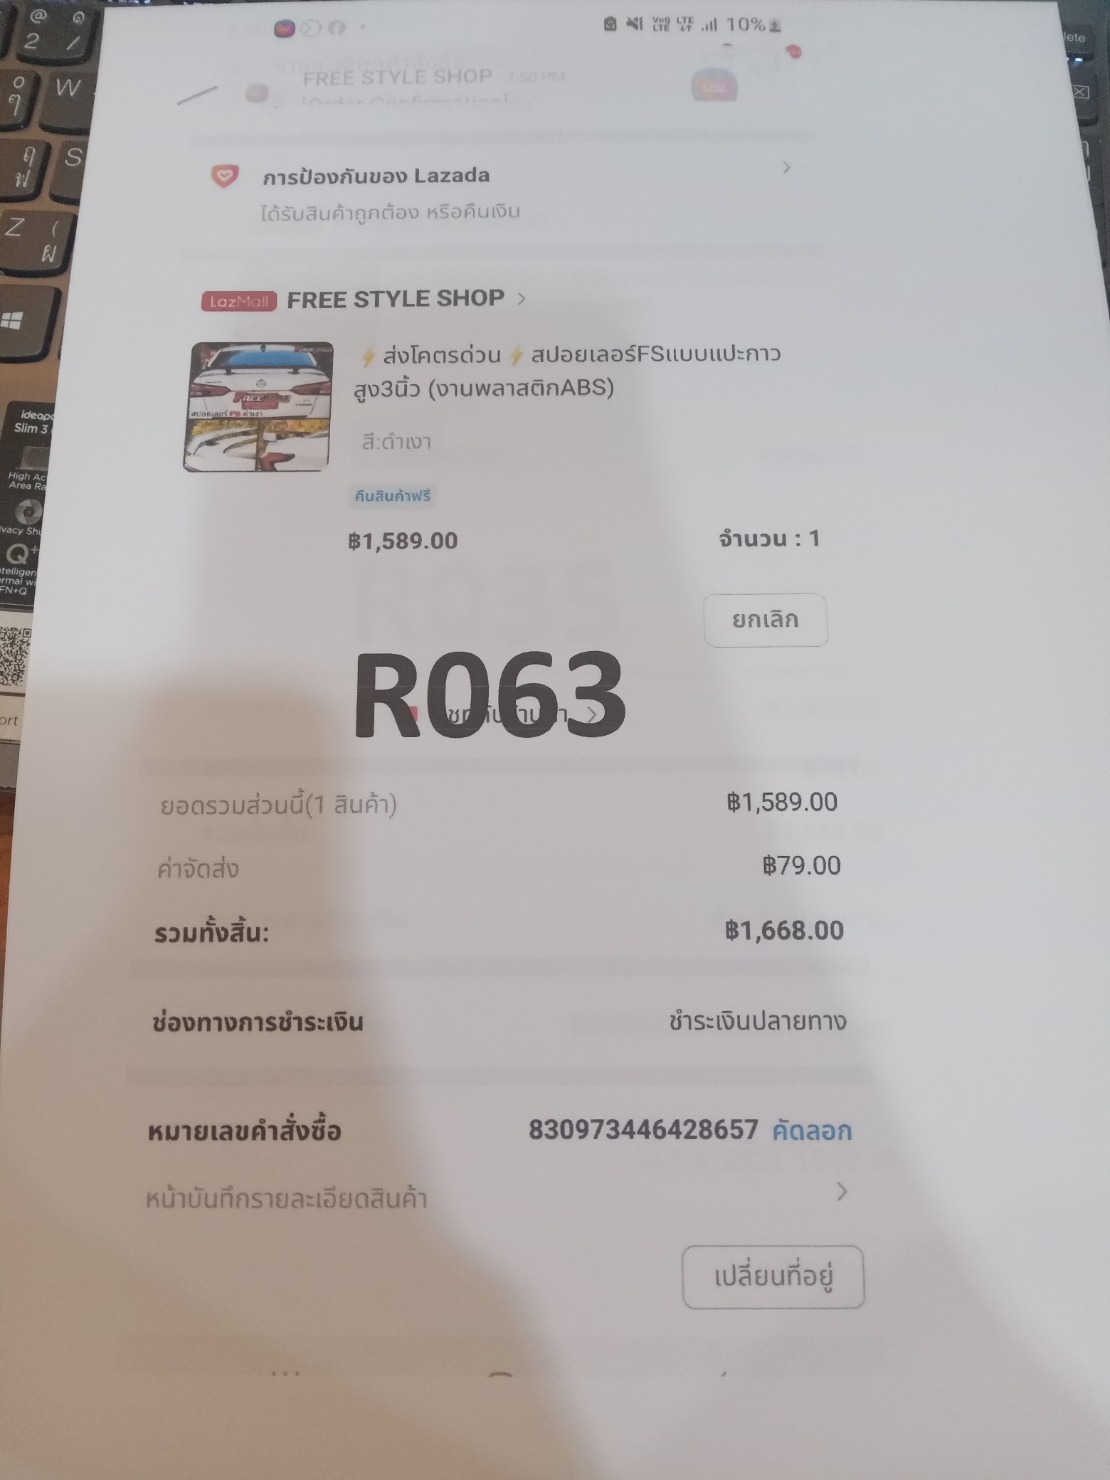 Vo9 LTE LTE 10%
FREE STYLE SHOP 7:50 PM
[Order Confirmation]
การป้องกันของ Lazada
ได้รับสินค้าถูกต้อง หรือคืนเงิน
LazMall FREE STYLE SHOP
⚡ส่งโคตรด่วน⚡สปอยเลอร์FSแบบแปะกาว
สูง3นิ้ว (งานพลาสติกABS)
สี:ดำเงา
คืนสินค้าฟรี
฿1,589.00 จำนวน : 1
ยกเลิก
R035
R063
ยอดรวมส่วนนี้(1 สินค้า) ฿1,589.00
ค่าจัดส่ง ฿79.00
รวมทั้งสิ้น: ฿1,668.00
ช่องทางการชำระเงิน ชำระเงินปลายทาง
หมายเลขคำสั่งซื้อ 830973446428657 คัดลอก
หน้าบันทึกรายละเอียดสินค้า
เปลี่ยนที่อยู่